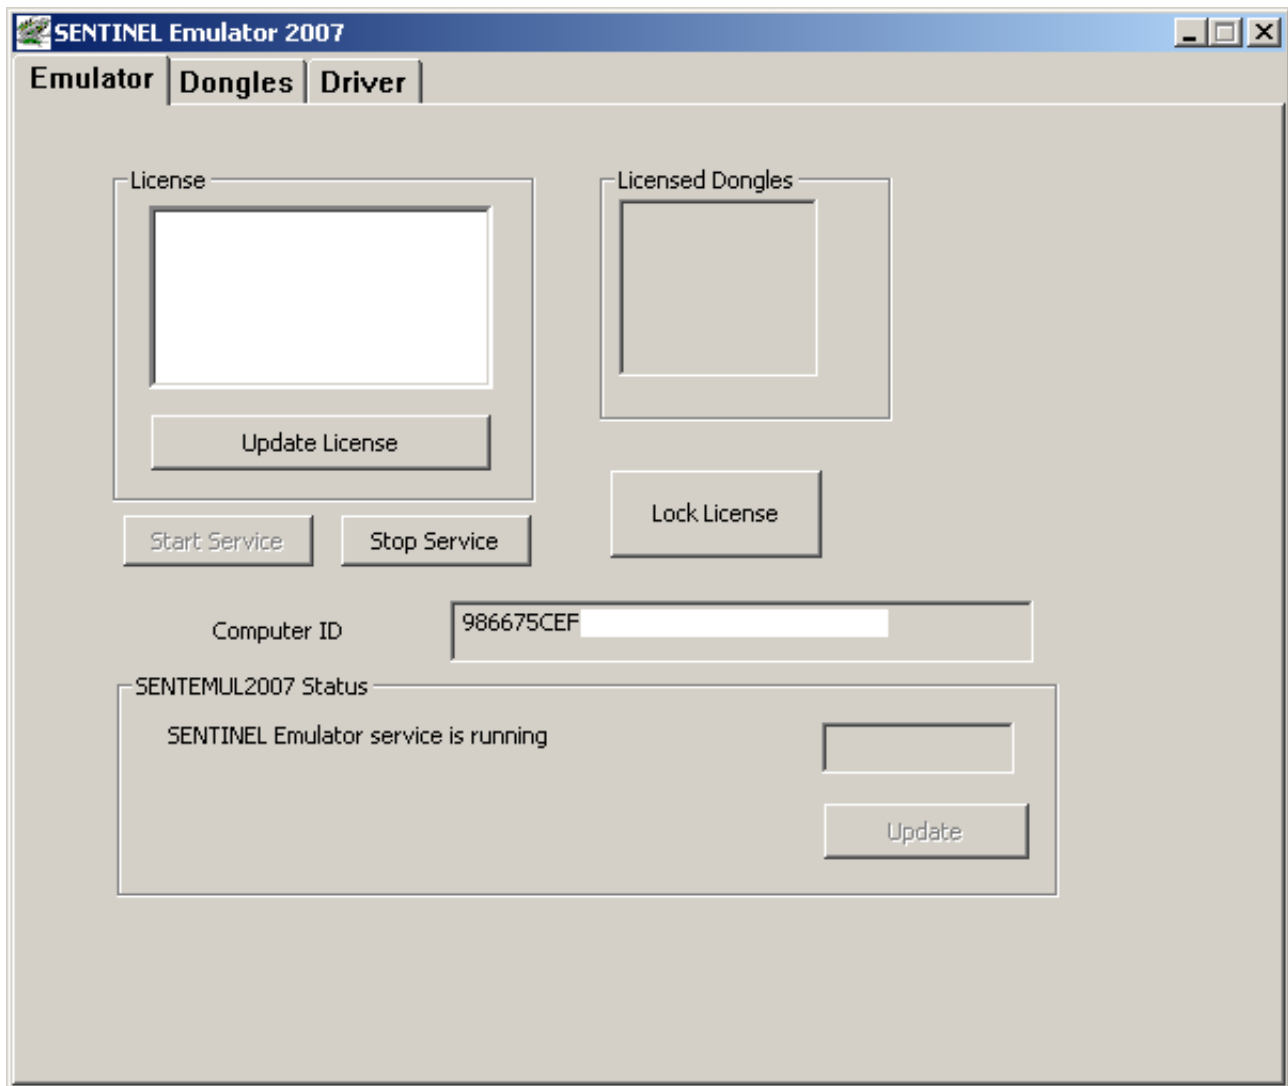 SENTINEL Emulator 2007
Emulator Dongles Driver
License
Licensed Dongles
Update License
Lock License
Start Service Stop Service
Computer ID 986675CEF
SENTEMUL2007 Status
SENTINEL Emulator service is running
Update